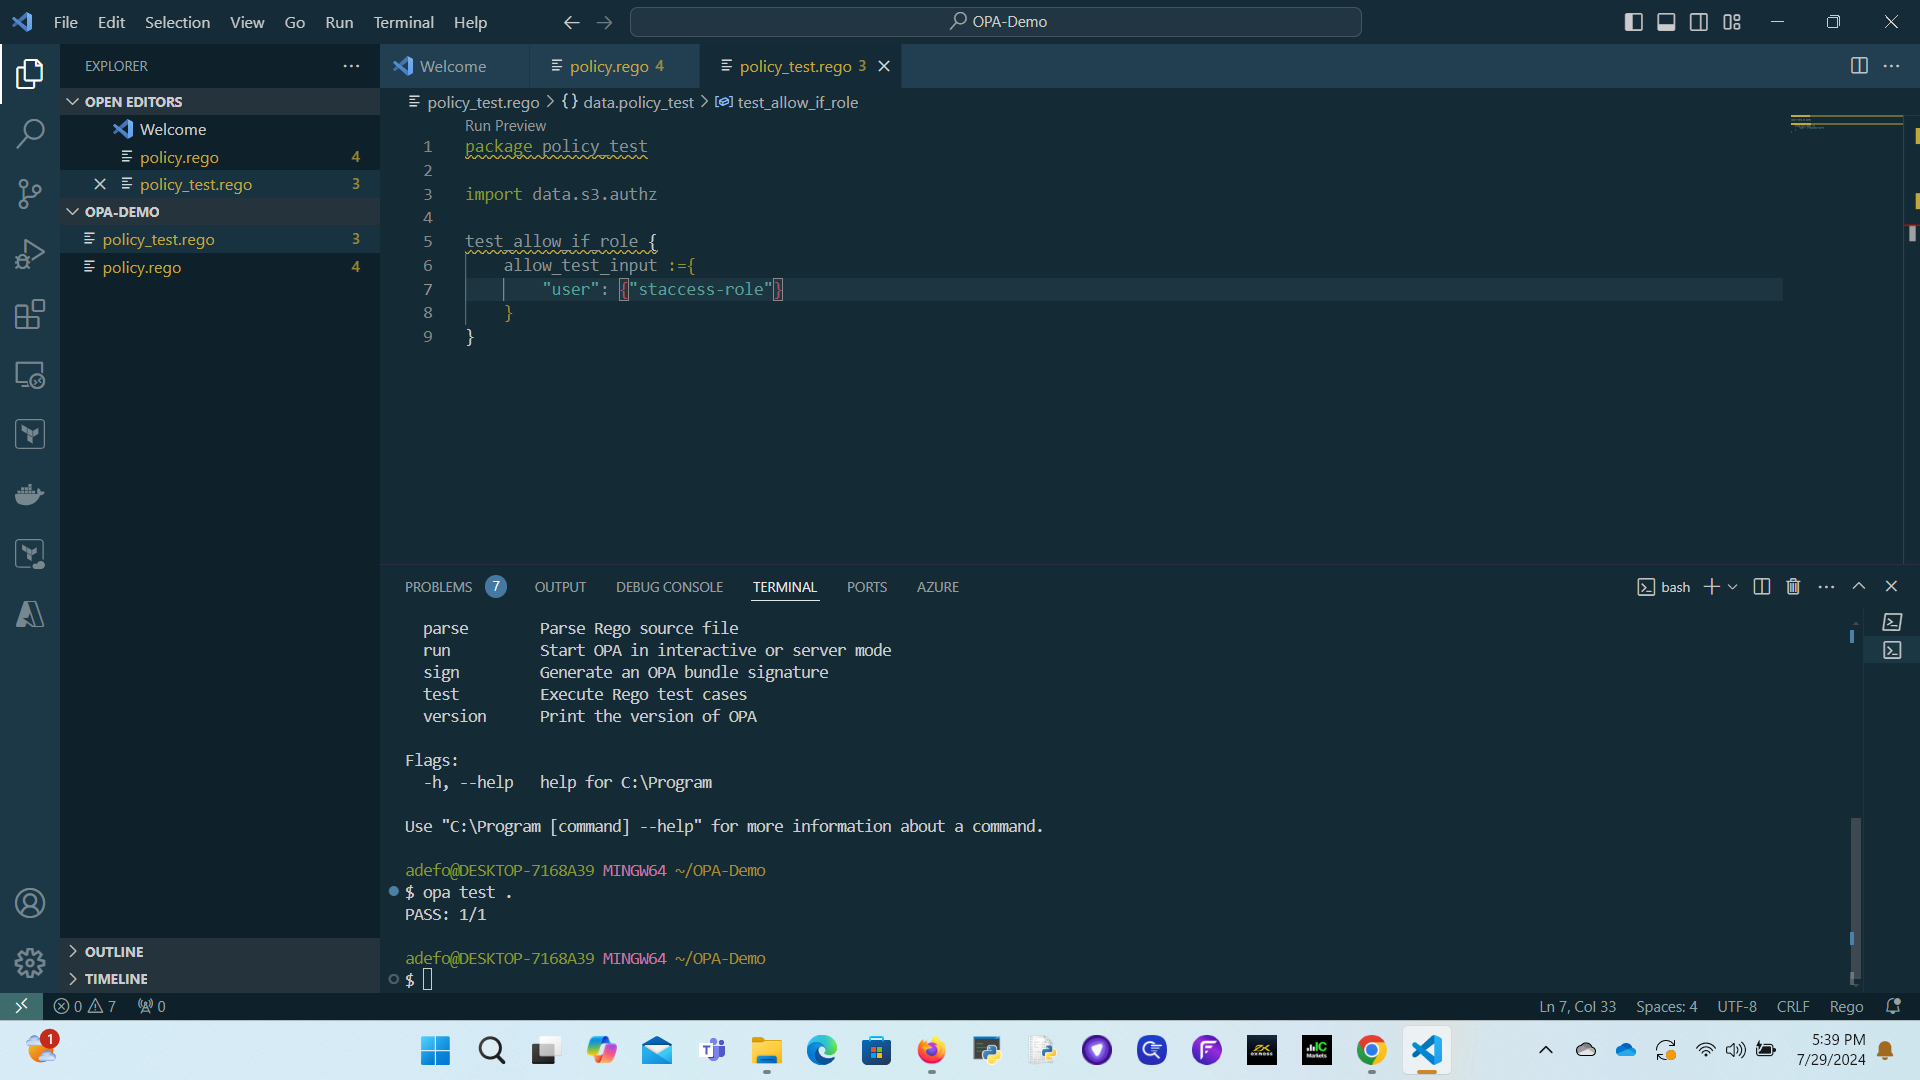 File Edit Selection View Go Run Terminal Help
OPA-Demo
EXPLORER
OPEN EDITORS
Welcome
policy.rego 4
policy_test.rego 3
OPA-DEMO
policy_test.rego 3
policy.rego 4
OUTLINE
TIMELINE
Welcome policy.rego 4 policy_test.rego 3
policy_test.rego > {} data.policy_test > test_allow_if_role
Run Preview
1 package policy_test
2
3 import data.s3.authz
4
5 test_allow_if_role {
6 allow_test_input :={
7 "user": {"staccess-role"}
8 }
9 }
PROBLEMS 7 OUTPUT DEBUG CONSOLE TERMINAL PORTS AZURE
bash
parse Parse Rego source file
run Start OPA in interactive or server mode
sign Generate an OPA bundle signature
test Execute Rego test cases
version Print the version of OPA
Flags:
-h, --help help for C:\Program
Use "C:\Program [command] --help" for more information about a command.
adefo@DESKTOP-7168A39 MINGW64 ~/OPA-Demo
$ opa test .
PASS: 1/1
adefo@DESKTOP-7168A39 MINGW64 ~/OPA-Demo
$
0 7 0
Ln 7, Col 33 Spaces: 4 UTF-8 CRLF Rego
1
5:39 PM
7/29/2024